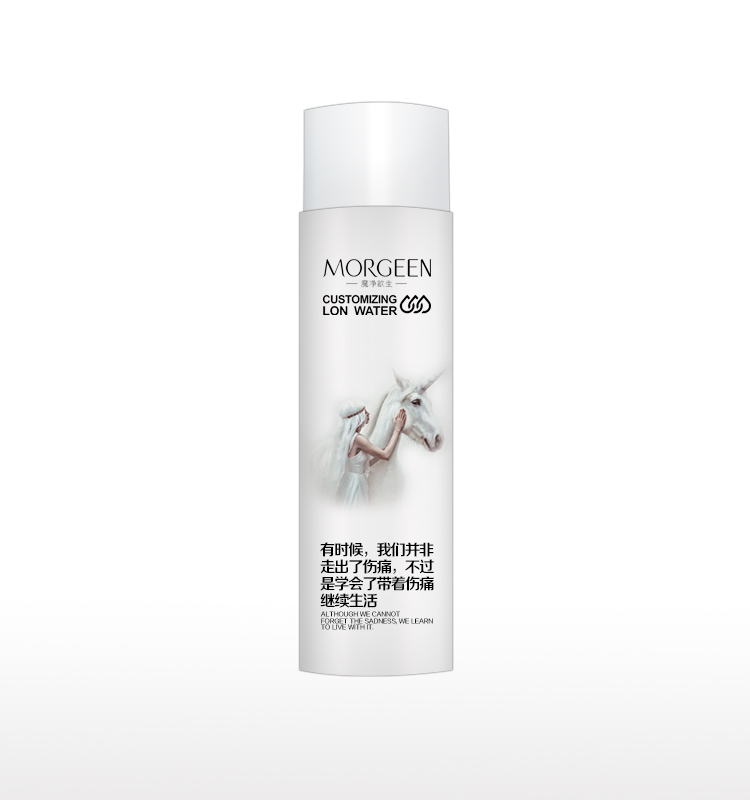 MORGEEN
魔净欲生
CUSTOMIZING
LON WATER
有时候，我们并非
走出了伤痛，不过
是学会了带着伤痛
继续生活
ALTHOUGH WE CANNOT
FORGET THE SADNESS, WE LEARN
TO LIVE WITH IT.